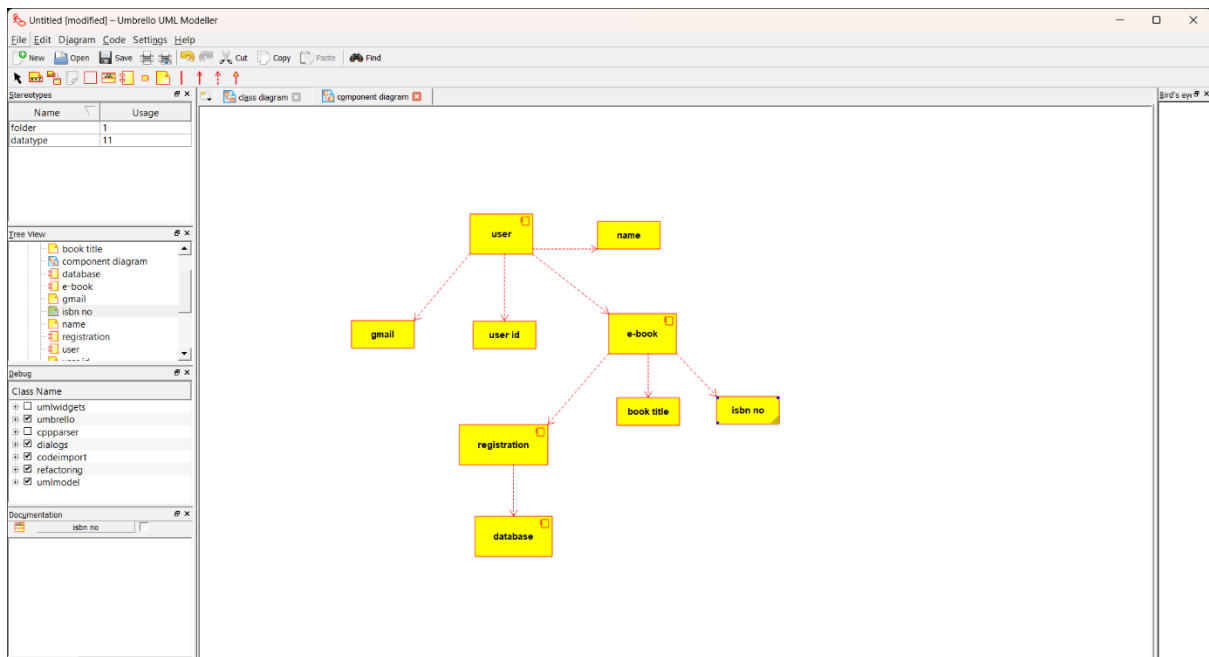 Untitled [modified] – Umbrello UML Modeller
File Edit Diagram Code Settings Help
New Open Save Cut Copy Paste Find
XYZ
Stereotypes
Name Usage
folder 1
datatype 11
class diagram component diagram
Bird's eye
user
name
gmail
user id
e-book
book title
isbn no
registration
database
Tree View
book title
component diagram
database
e-book
gmail
isbn no
name
registration
user
user id
Debug
Class Name
umlwidgets
umbrello
cppparser
dialogs
codeimport
refactoring
umlmodel
Documentation
isbn no